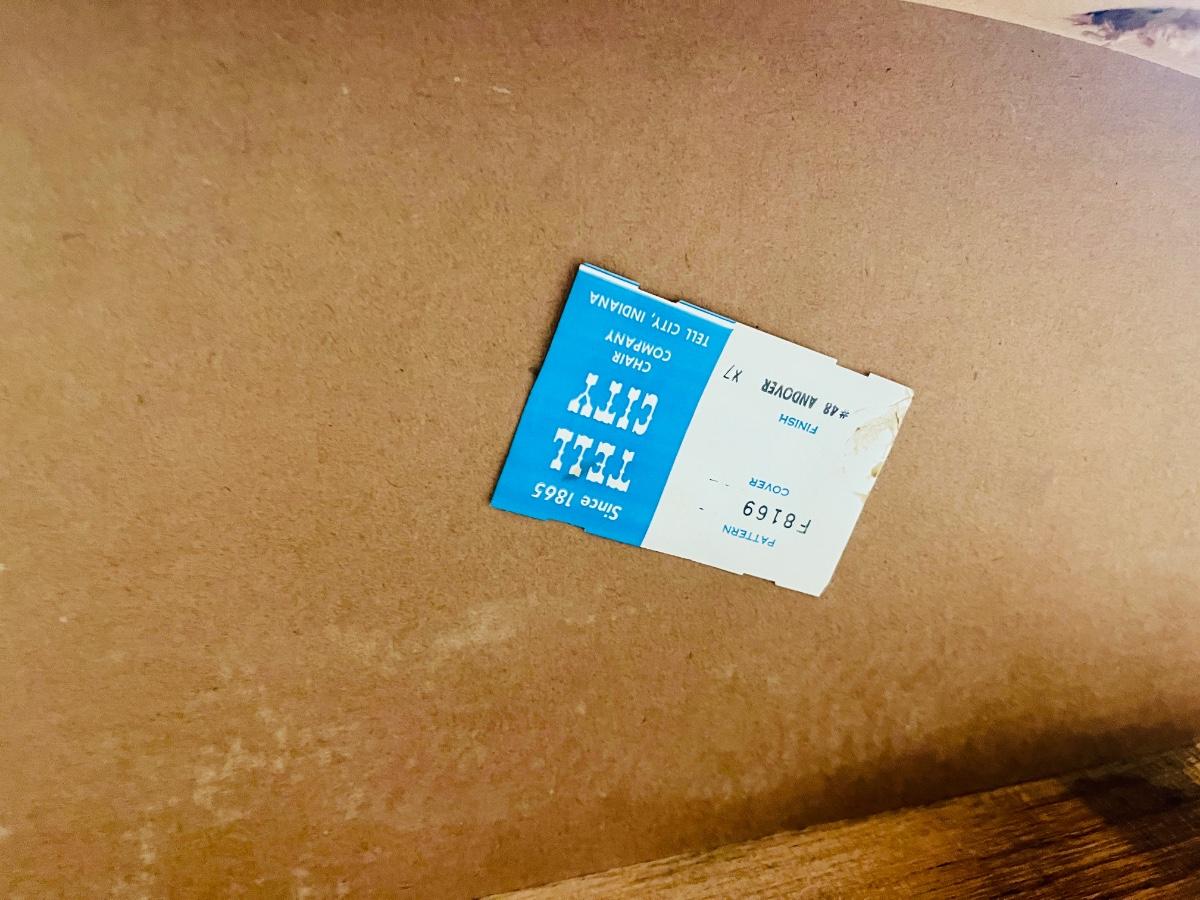 Since 1865
TELL
CITY
CHAIR
COMPANY
TELL CITY, INDIANA
PATTERN
F8169
COVER
FINISH
#48 ANDOVER X7